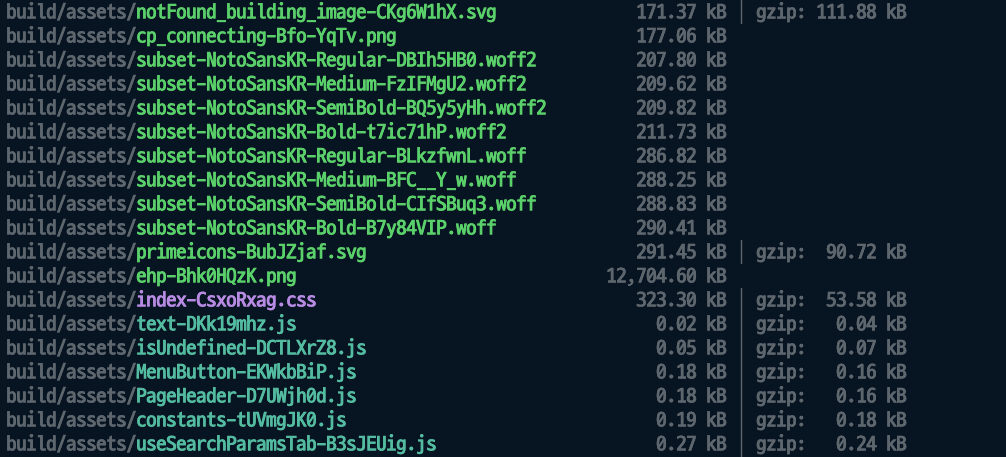 build/assets/notFound_building_image-CKg6W1hX.svg 171.37 kB │ gzip: 111.88 kB
build/assets/cp_connecting-Bfo-YqTv.png 177.06 kB
build/assets/subset-NotoSansKR-Regular-DBIh5HB0.woff2 207.80 kB
build/assets/subset-NotoSansKR-Medium-FzIFMgU2.woff2 209.62 kB
build/assets/subset-NotoSansKR-SemiBold-BQ5y5yHh.woff2 209.82 kB
build/assets/subset-NotoSansKR-Bold-t7ic71hP.woff2 211.73 kB
build/assets/subset-NotoSansKR-Regular-BLkzfwnL.woff 286.82 kB
build/assets/subset-NotoSansKR-Medium-BFC__Y_w.woff 288.25 kB
build/assets/subset-NotoSansKR-SemiBold-CIfSBuq3.woff 288.83 kB
build/assets/subset-NotoSansKR-Bold-B7y84VIP.woff 290.41 kB
build/assets/primeicons-BubJZjaf.svg 291.45 kB │ gzip: 90.72 kB
build/assets/ehp-Bhk0HQzK.png 12,704.60 kB
build/assets/index-CsxoRxag.css 323.30 kB │ gzip: 53.58 kB
build/assets/text-DKk19mhz.js 0.02 kB │ gzip: 0.04 kB
build/assets/isUndefined-DCTLXrZ8.js 0.05 kB │ gzip: 0.07 kB
build/assets/MenuButton-EKWkbBiP.js 0.18 kB │ gzip: 0.16 kB
build/assets/PageHeader-D7UWjh0d.js 0.18 kB │ gzip: 0.16 kB
build/assets/constants-tUVmgJK0.js 0.19 kB │ gzip: 0.18 kB
build/assets/useSearchParamsTab-B3sJEUig.js 0.27 kB │ gzip: 0.24 kB